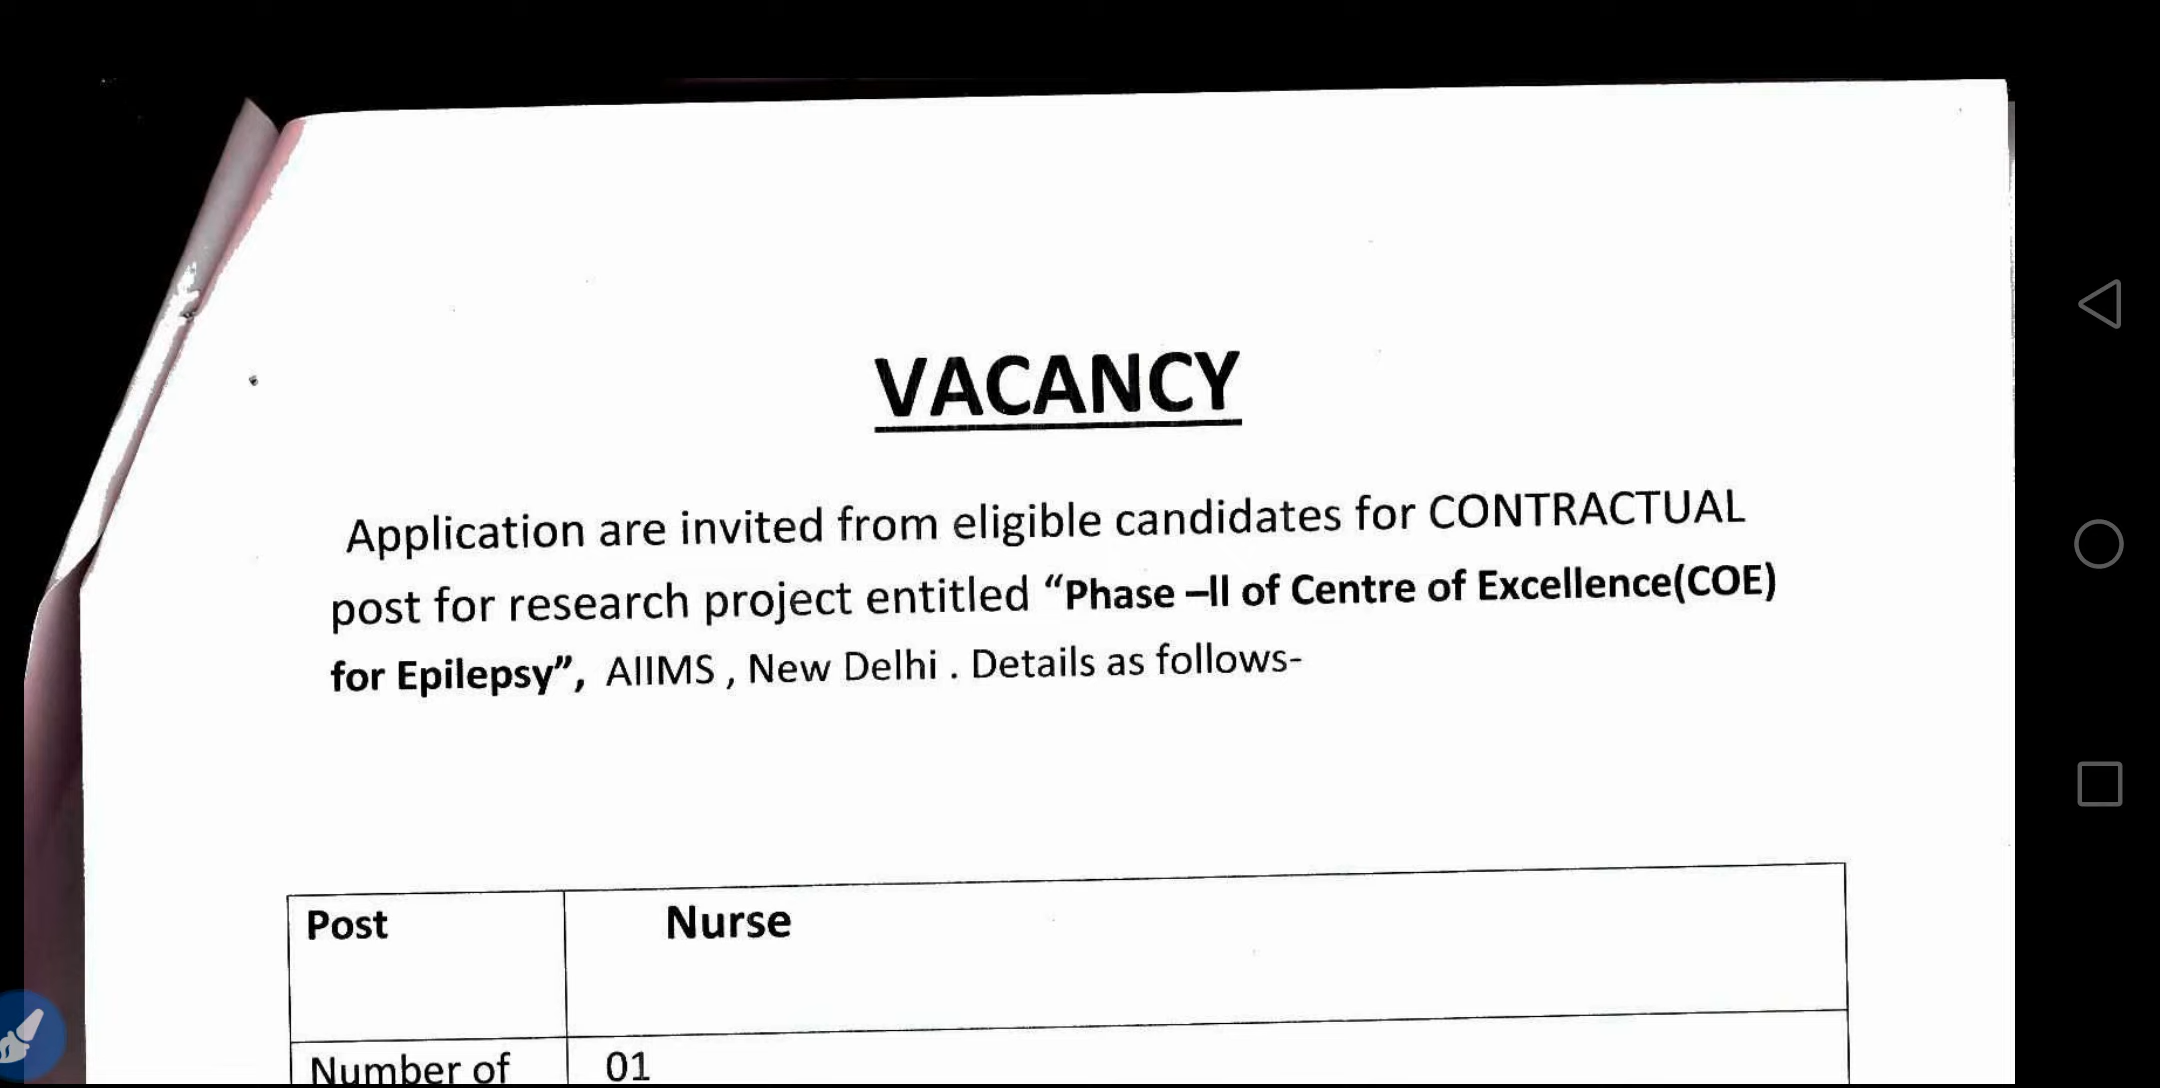 VACANCY
Application are invited from eligible candidates for CONTRACTUAL
post for research project entitled “Phase –II of Centre of Excellence(COE)
for Epilepsy”, AIIMS , New Delhi . Details as follows-
Post Nurse
Number of 01